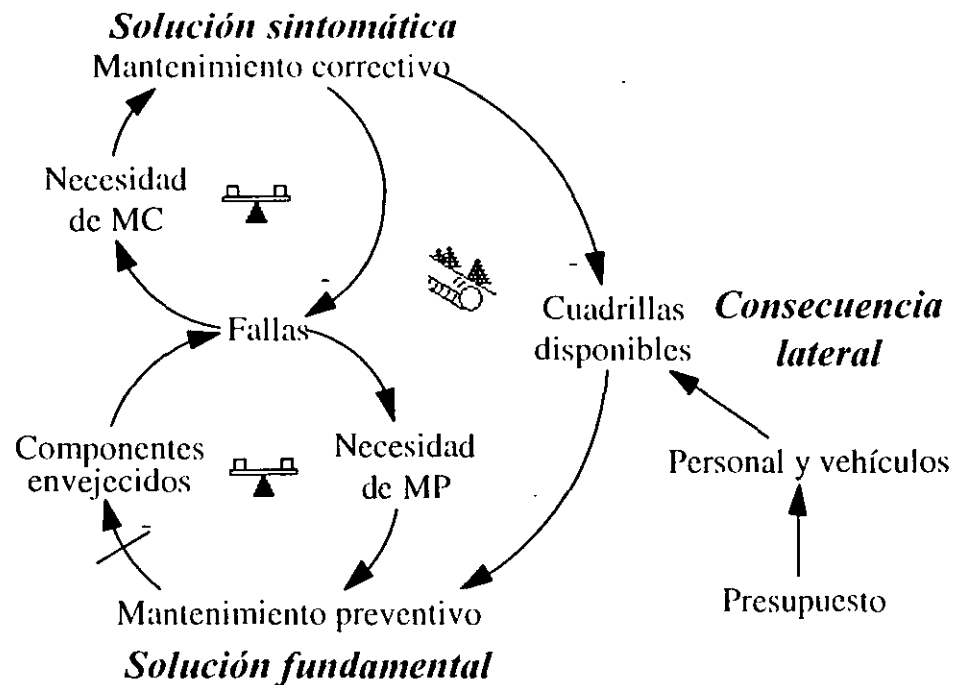 Solución sintomática
Mantenimiento correctivo
Necesidad
de MC
-
Fallas
-
Cuadrillas
disponibles
Consecuencia
lateral
Componentes
envejecidos
-
Necesidad
de MP
Personal y vehículos
Mantenimiento preventivo
Presupuesto
Solución fundamental